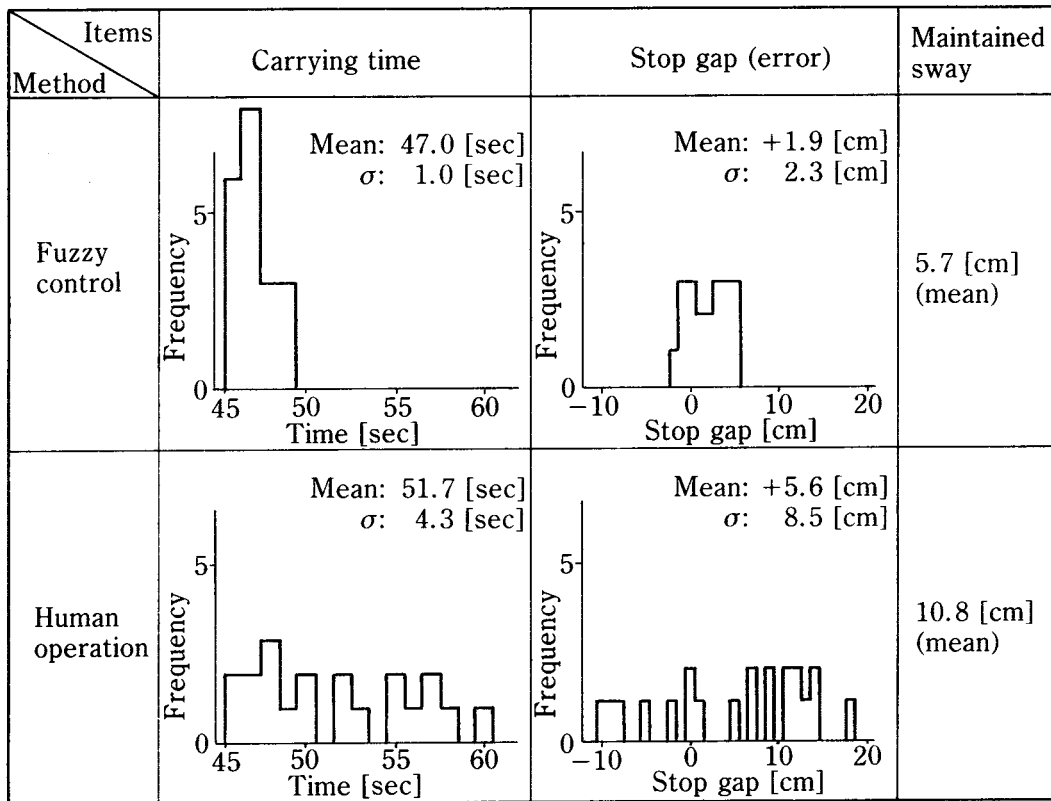 Items
Method
Carrying time
Stop gap (error)
Maintained
sway
Fuzzy
control
Mean: 47.0 [sec]
σ: 1.0 [sec]
Frequency
5
0
45 50 55 60
Time [sec]
Mean: +1.9 [cm]
σ: 2.3 [cm]
Frequency
5
0
−10 0 10 20
Stop gap [cm]
5.7 [cm]
(mean)
Human
operation
Mean: 51.7 [sec]
σ: 4.3 [sec]
Frequency
5
0
45 50 55 60
Time [sec]
Mean: +5.6 [cm]
σ: 8.5 [cm]
Frequency
5
0
−10 0 10 20
Stop gap [cm]
10.8 [cm]
(mean)